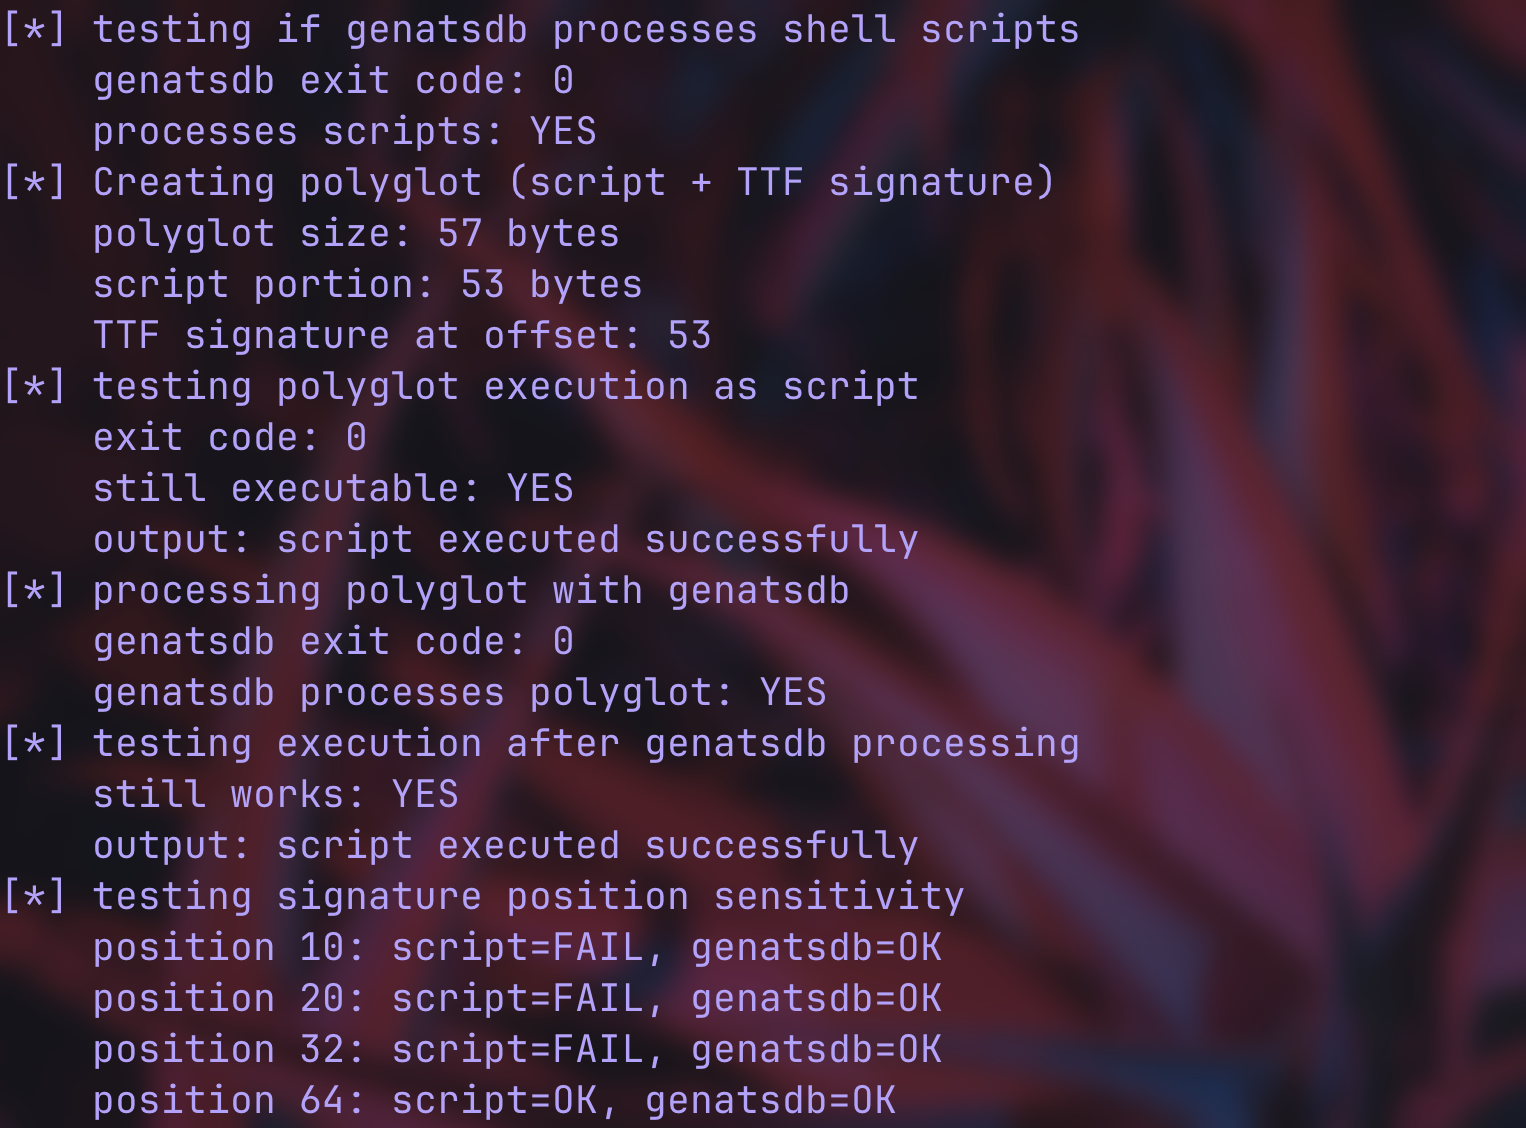 [*] testing if genatsdb processes shell scripts
    genatsdb exit code: 0
    processes scripts: YES
[*] Creating polyglot (script + TTF signature)
    polyglot size: 57 bytes
    script portion: 53 bytes
    TTF signature at offset: 53
[*] testing polyglot execution as script
    exit code: 0
    still executable: YES
    output: script executed successfully
[*] processing polyglot with genatsdb
    genatsdb exit code: 0
    genatsdb processes polyglot: YES
[*] testing execution after genatsdb processing
    still works: YES
    output: script executed successfully
[*] testing signature position sensitivity
    position 10: script=FAIL, genatsdb=OK
    position 20: script=FAIL, genatsdb=OK
    position 32: script=FAIL, genatsdb=OK
    position 64: script=OK, genatsdb=OK